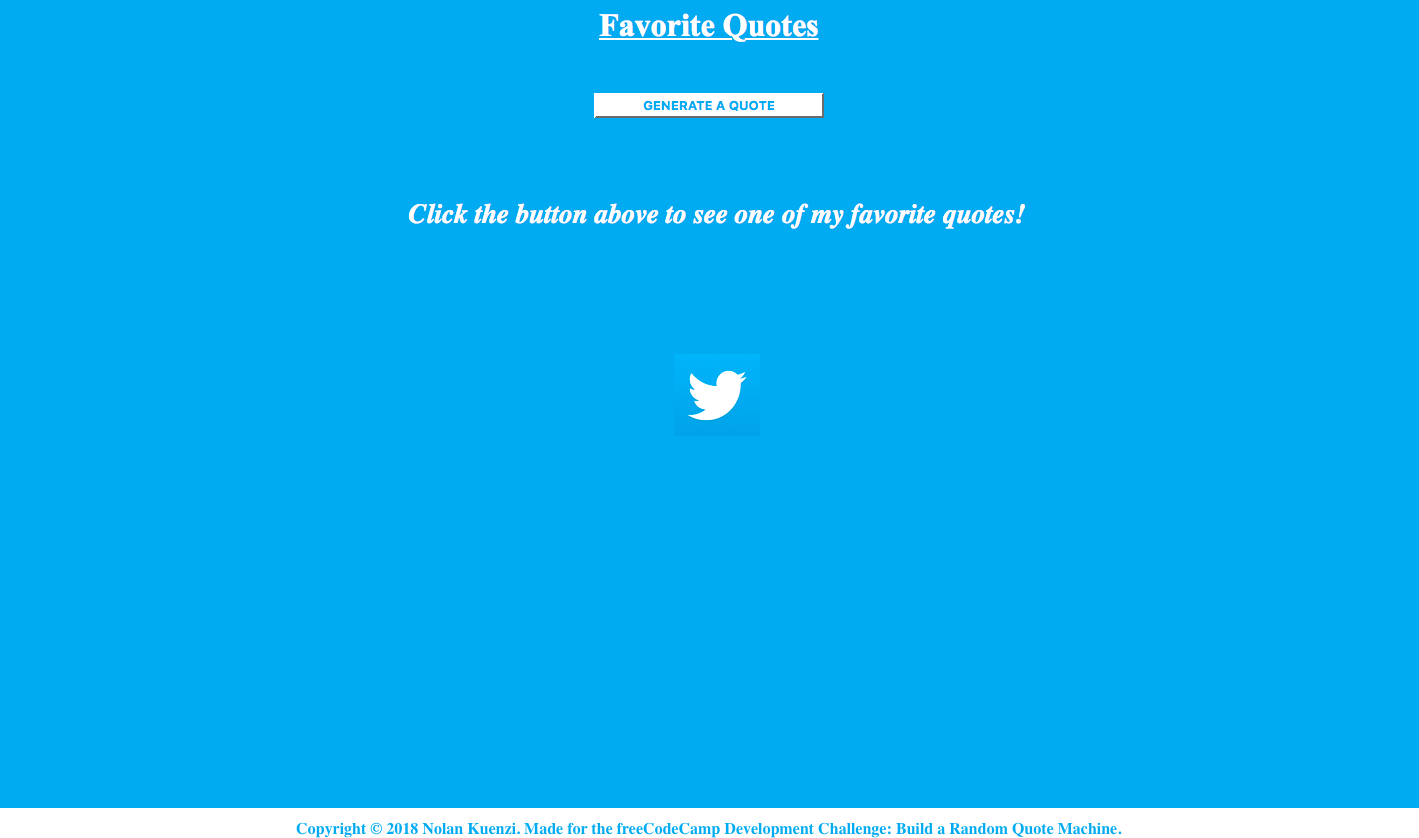 Favorite Quotes
GENERATE A QUOTE
Click the button above to see one of my favorite quotes!
Copyright © 2018 Nolan Kuenzi. Made for the freeCodeCamp Development Challenge: Build a Random Quote Machine.